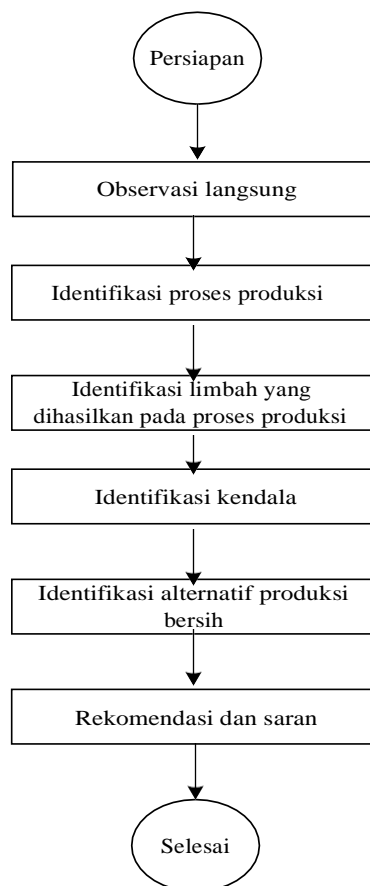 Persiapan
Observasi langsung
Identifikasi proses produksi
Identifikasi limbah yang
dihasilkan pada proses produksi
Identifikasi kendala
Identifikasi alternatif produksi
bersih
Rekomendasi dan saran
Selesai